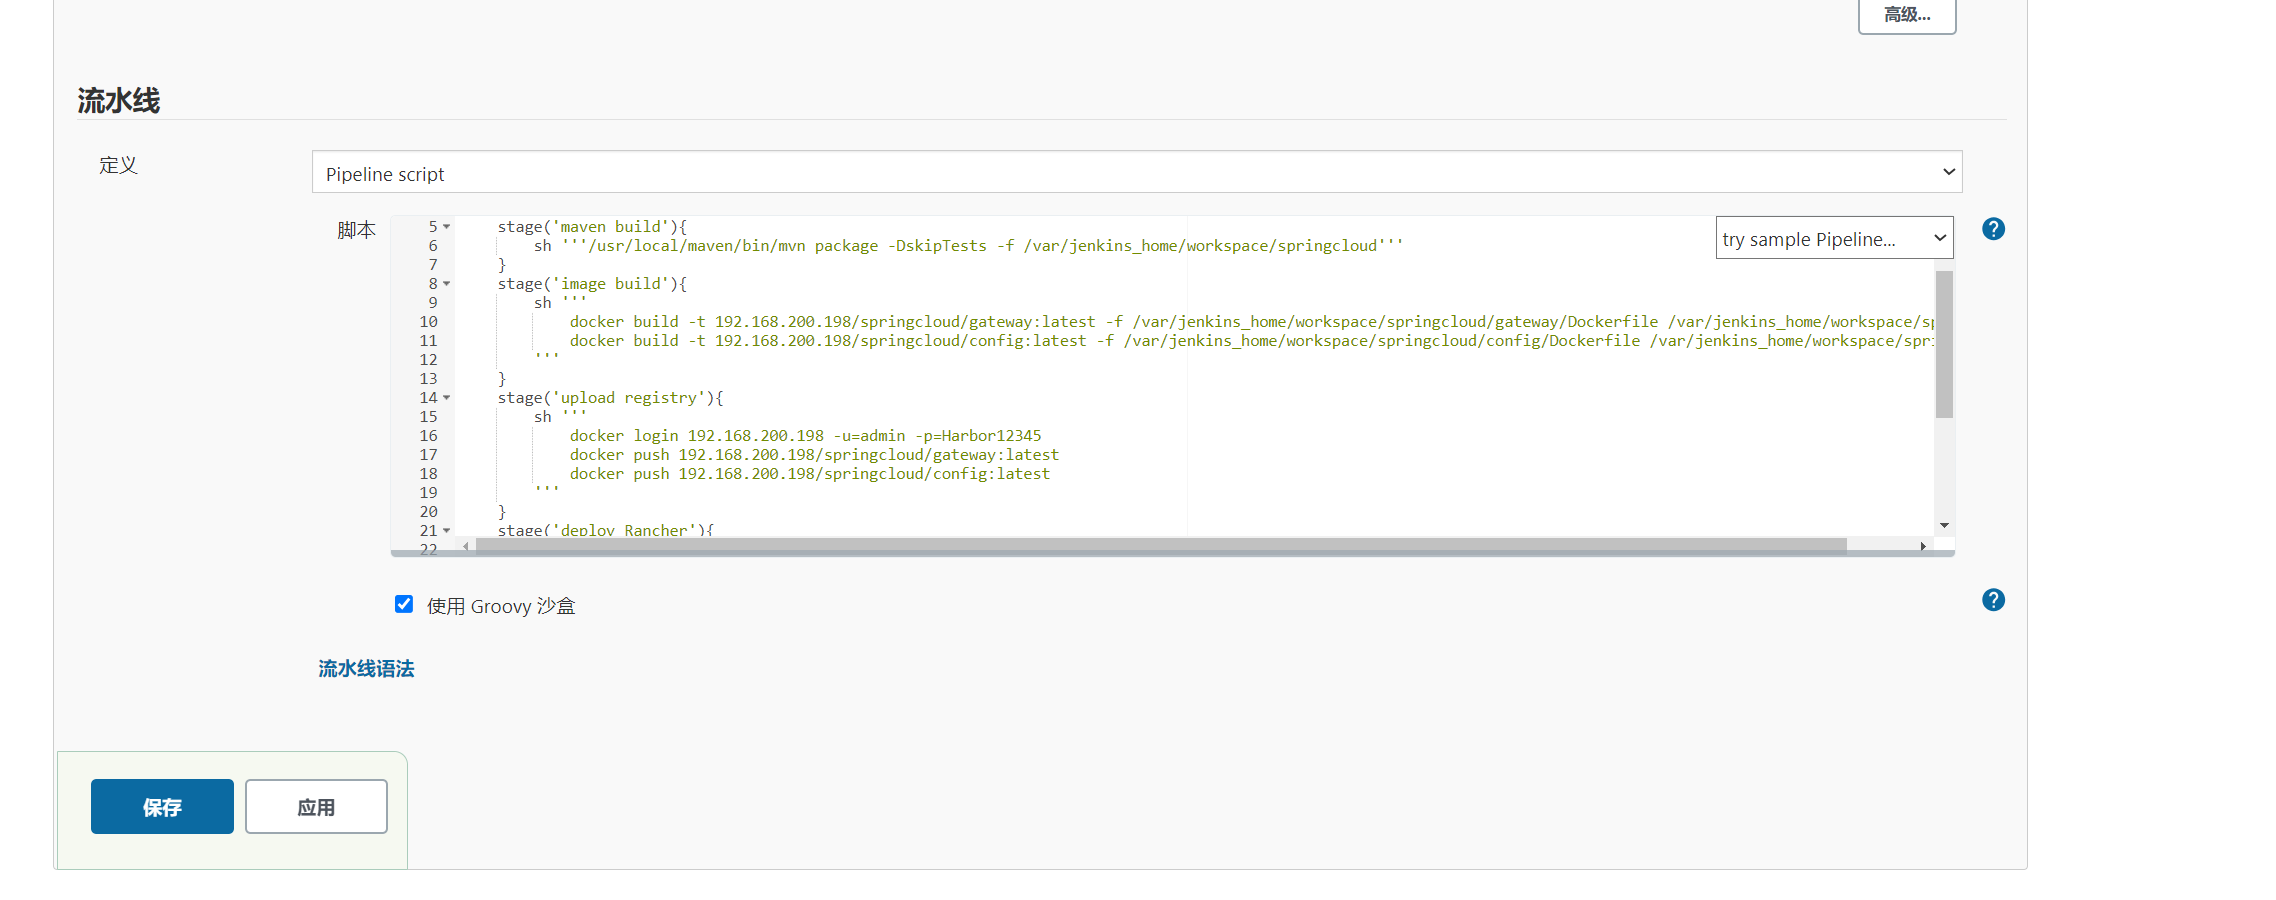 高级...
流水线
定义
Pipeline script
脚本
try sample Pipeline...
5 stage('maven build'){
6 sh '''/usr/local/maven/bin/mvn package -DskipTests -f /var/jenkins_home/workspace/springcloud'''
7 }
8 stage('image build'){
9 sh '''
10 docker build -t 192.168.200.198/springcloud/gateway:latest -f /var/jenkins_home/workspace/springcloud/gateway/Dockerfile /var/jenkins_home/workspace/sp
11 docker build -t 192.168.200.198/springcloud/config:latest -f /var/jenkins_home/workspace/springcloud/config/Dockerfile /var/jenkins_home/workspace/spr
12 '''
13 }
14 stage('upload registry'){
15 sh '''
16 docker login 192.168.200.198 -u=admin -p=Harbor12345
17 docker push 192.168.200.198/springcloud/gateway:latest
18 docker push 192.168.200.198/springcloud/config:latest
19 '''
20 }
21 stage('deploy Rancher'){
22
使用 Groovy 沙盒
流水线语法
保存
应用